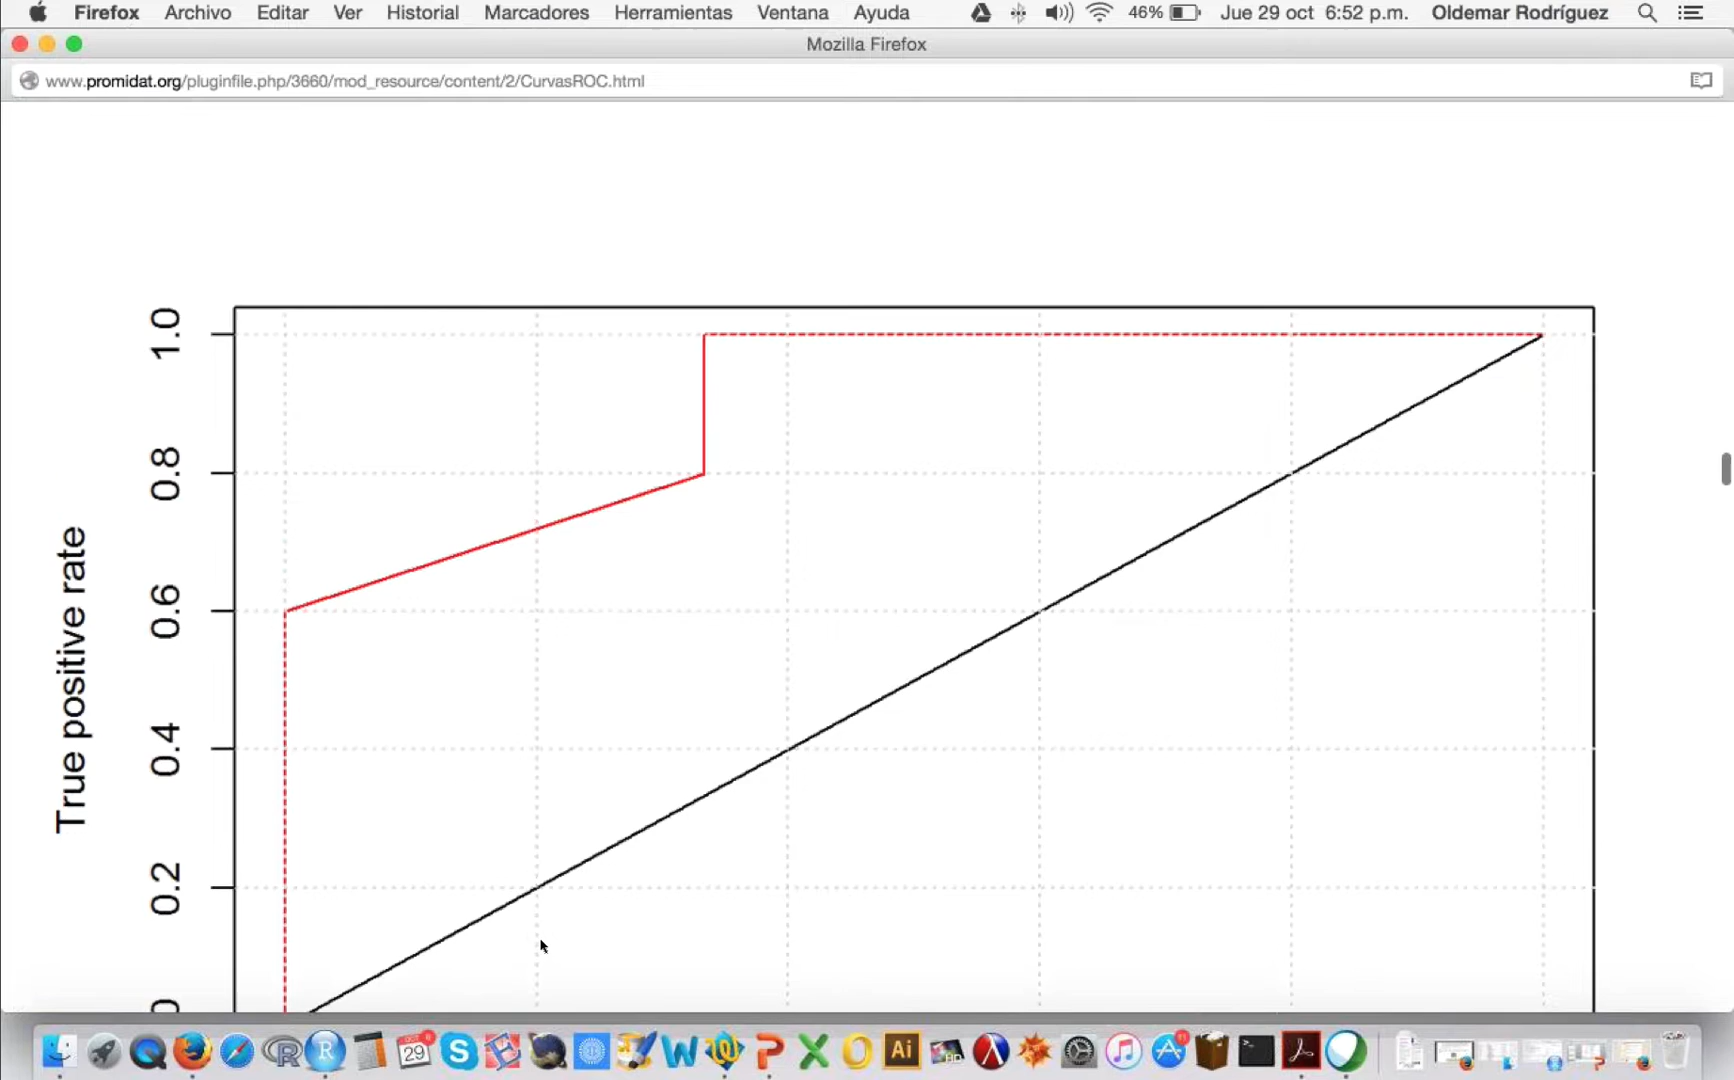 Firefox Archivo Editar Ver Historial Marcadores Herramientas Ventana Ayuda 46% Jue 29 oct 6:52 p.m. Oldemar Rodríguez
Mozilla Firefox
www.promidat.org/pluginfile.php/3660/mod_resource/content/2/CurvasROC.html
1.0
0.8
0.6
0.4
0.2
True positive rate
29
Ai